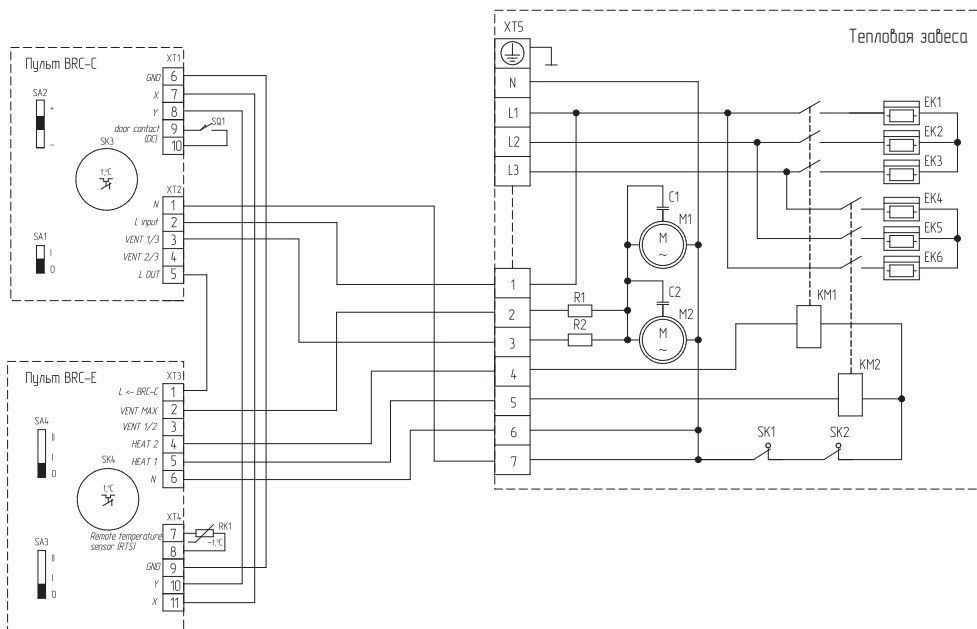 Пульт BRC-C
XT1
SA2
+
–
SK3
t,°C
GND 6
X 7
Y 8
door contact (DC) 9
10
SQ1
XT2
SA1
I
0
N 1
L input 2
VENT 1/3 3
VENT 2/3 4
L OUT 5
Пульт BRC-E
XT3
SA4
II
I
0
SK4
t,°C
L <- BRC-C 1
VENT MAX 2
VENT 1/2 3
HEAT 2 4
HEAT 1 5
N 6
XT4
SA3
II
I
0
Remote temperature
sensor (RTS)
7
8
RK1
-t,°C
GND 9
Y 10
X 11
XT5
Тепловая завеса
N
L1
L2
L3
1
2
3
4
5
6
7
R1
R2
C1
M1
M
~
C2
M2
M
~
EK1
EK2
EK3
EK4
EK5
EK6
KM1
KM2
SK1
SK2